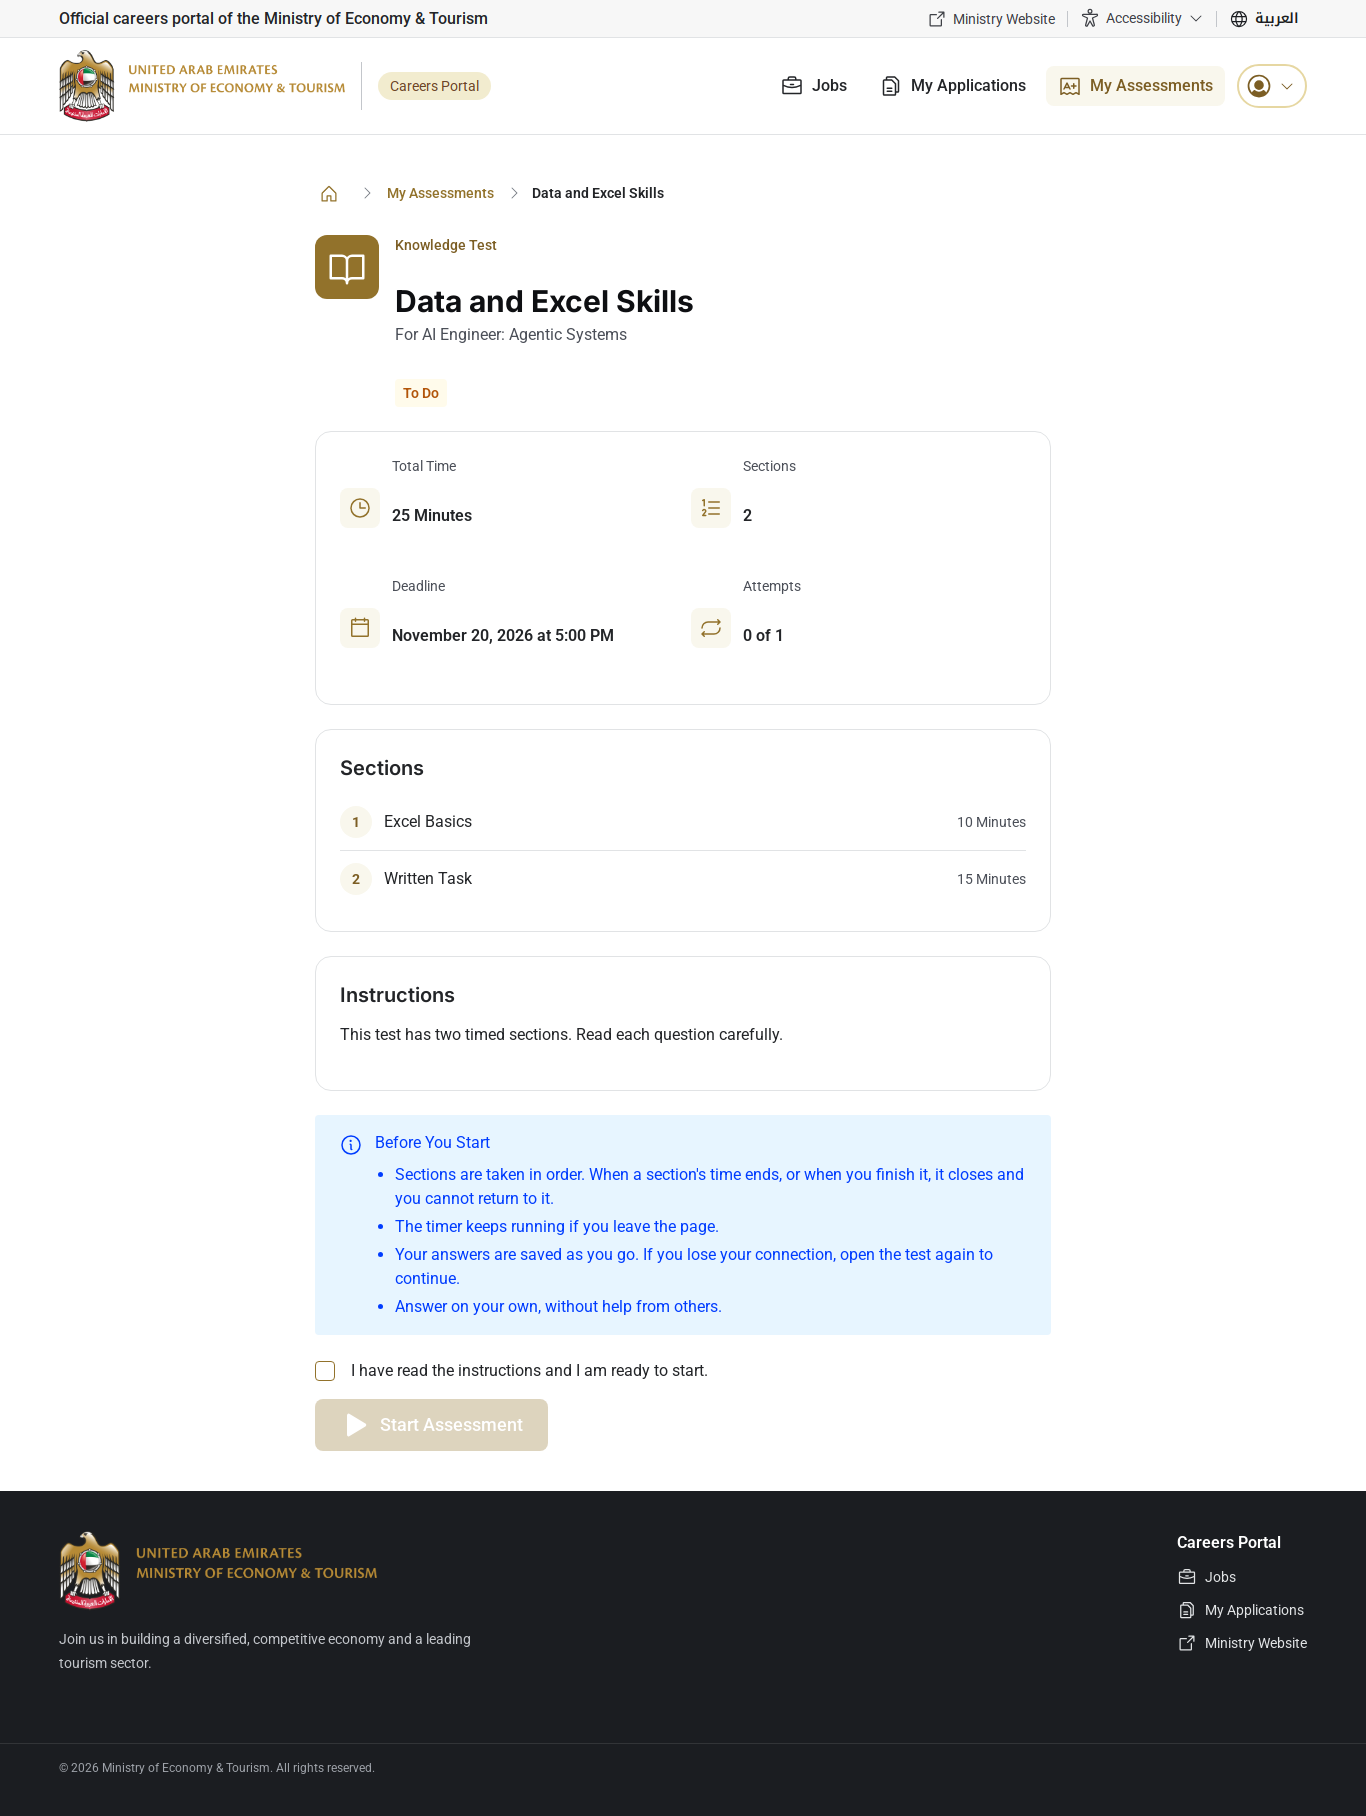 Official careers portal of the Ministry of Economy & Tourism
Ministry Website
Accessibility
العربية
UNITED ARAB EMIRATES
MINISTRY OF ECONOMY & TOURISM
Careers Portal
Jobs
My Applications
My Assessments
My Assessments
Data and Excel Skills
Knowledge Test
Data and Excel Skills
For AI Engineer: Agentic Systems
To Do
Total Time
25 Minutes
Sections
2
Deadline
November 20, 2026 at 5:00 PM
Attempts
0 of 1
Sections
1 Excel Basics 10 Minutes
2 Written Task 15 Minutes
Instructions
This test has two timed sections. Read each question carefully.
Before You Start
• Sections are taken in order. When a section's time ends, or when you finish it, it closes and
you cannot return to it.
• The timer keeps running if you leave the page.
• Your answers are saved as you go. If you lose your connection, open the test again to
continue.
• Answer on your own, without help from others.
I have read the instructions and I am ready to start.
Start Assessment
UNITED ARAB EMIRATES
MINISTRY OF ECONOMY & TOURISM
Join us in building a diversified, competitive economy and a leading
tourism sector.
Careers Portal
Jobs
My Applications
Ministry Website
© 2026 Ministry of Economy & Tourism. All rights reserved.